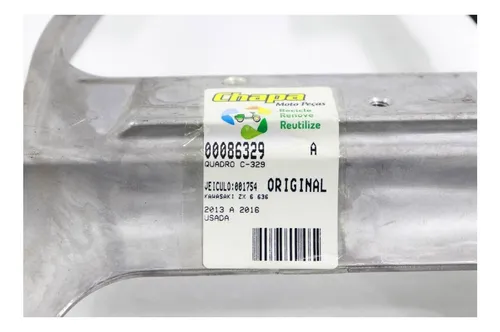 Chapa
Moto Peças
Recicle
Renove
Reutilize
00086329 A
QUADRO C-329
VEICULO:001754 ORIGINAL
KAWASAKI ZX 6 636
2013 A 2016
USADA